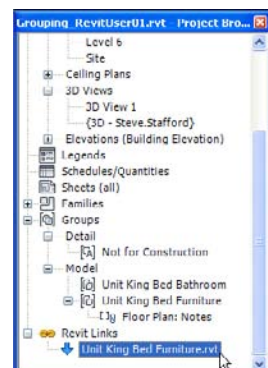 Grouping_RevitUser01.rvt - Project Bro...
Level 6
Site
Ceiling Plans
3D Views
3D View 1
{3D - Steve.Stafford}
Elevations (Building Elevation)
Legends
Schedules/Quantities
Sheets (all)
Families
Groups
Detail
Not for Construction
Model
Unit King Bed Bathroom
Unit King Bed Furniture
Floor Plan: Notes
Revit Links
Unit King Bed Furniture.rvt